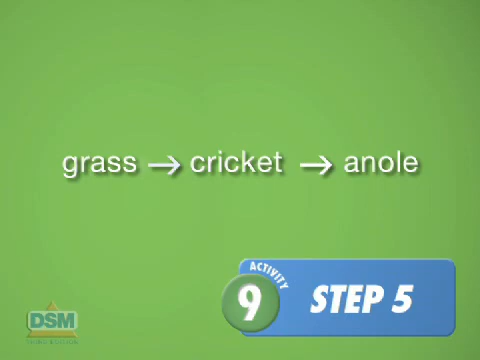 grass → cricket → anole
ACTIVITY
9 STEP 5
DSM